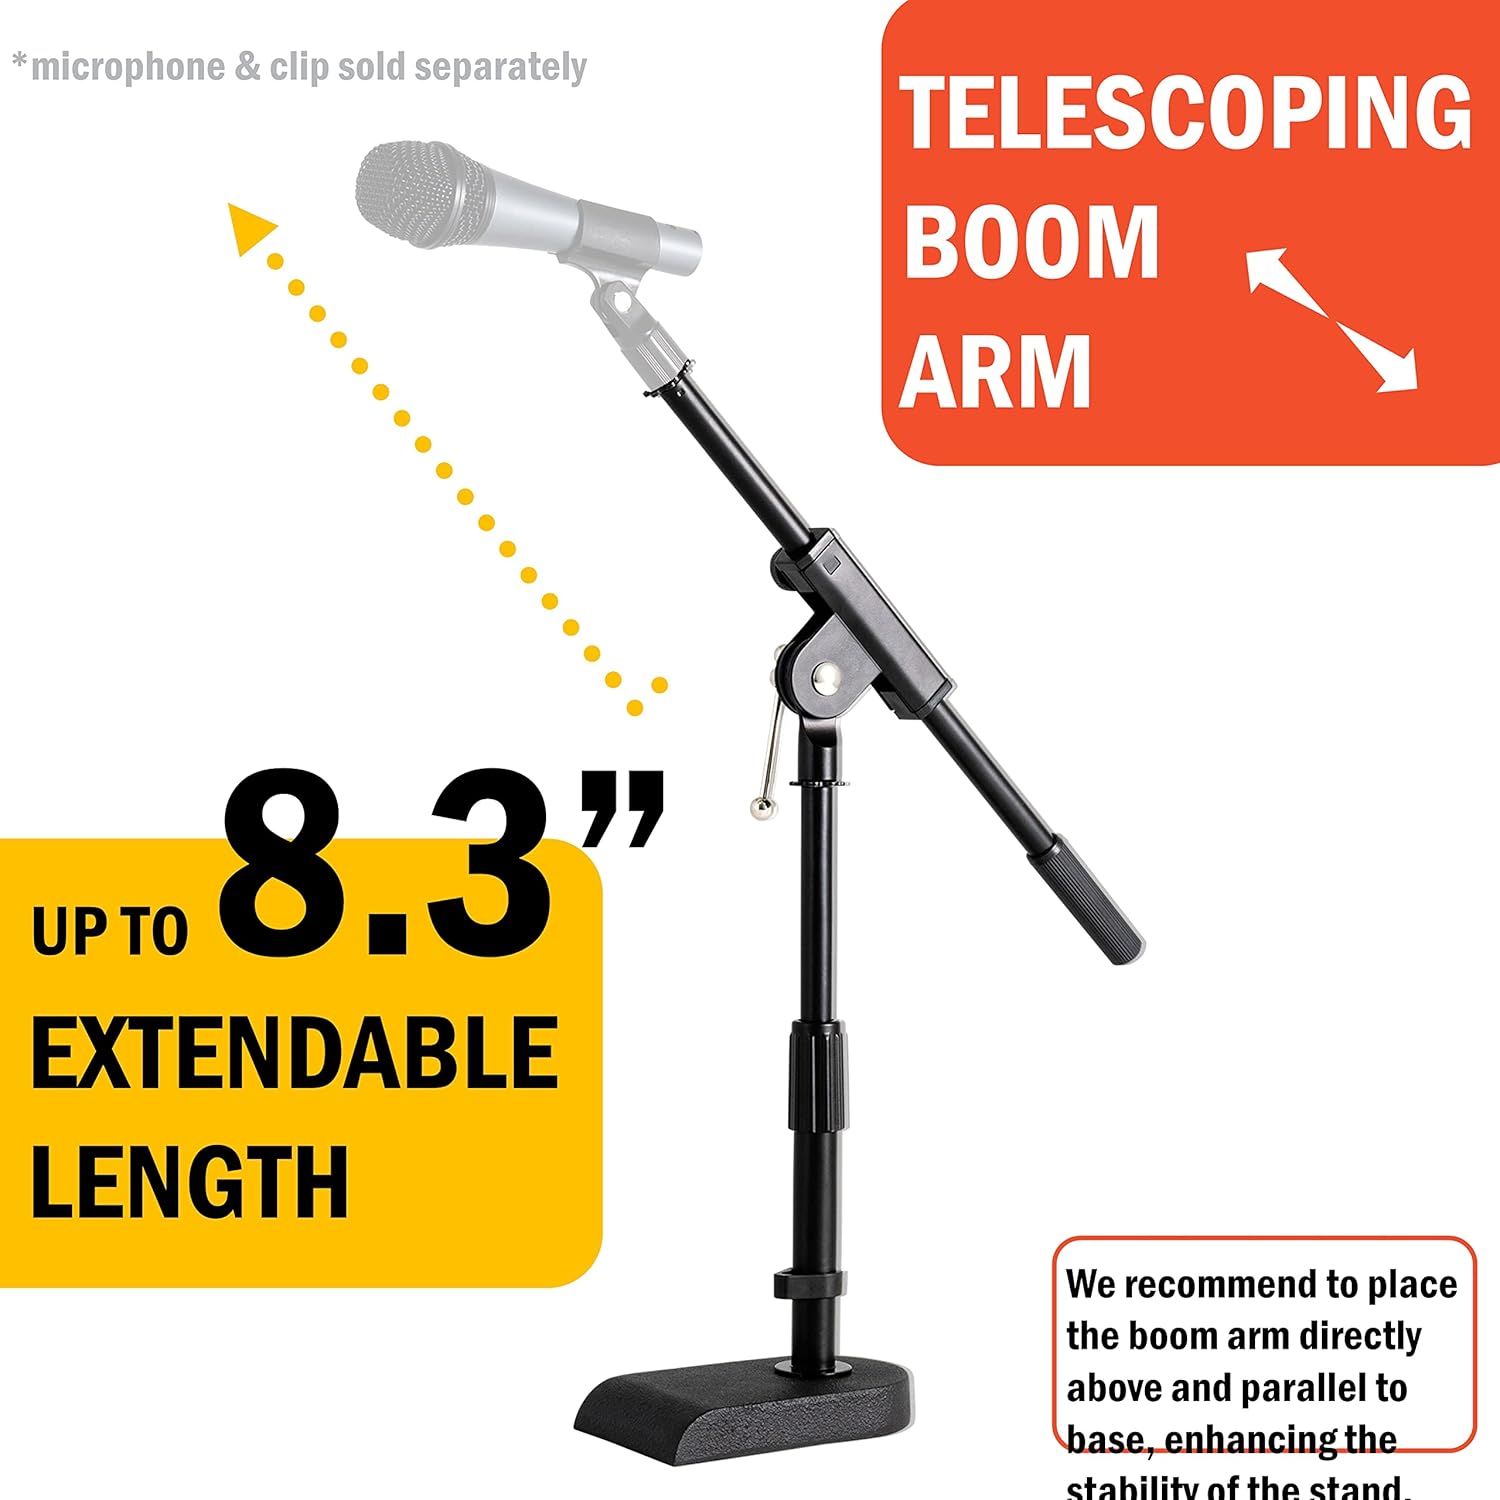 *microphone & clip sold separately
TELESCOPING
BOOM
ARM
UP TO 8.3”
EXTENDABLE
LENGTH
We recommend to place
the boom arm directly
above and parallel to
base, enhancing the
stability of the stand.